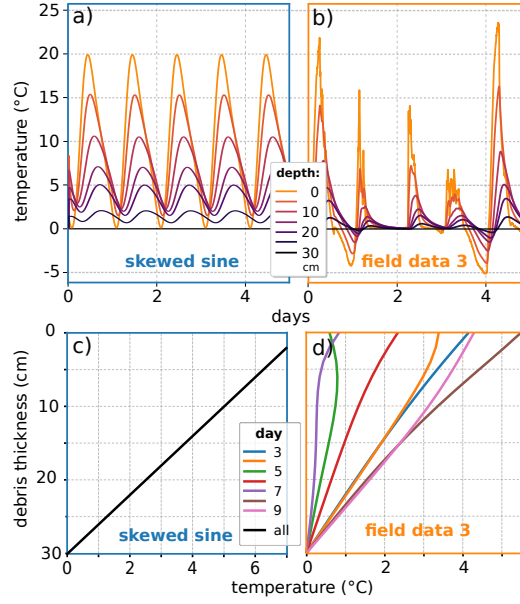 a)
b)
25
20
15
10
5
0
-5
temperature (°C)
depth:
0
10
20
30
cm
skewed sine
field data 3
0
2
4
0
2
4
days
c)
d)
0
10
20
30
debris thickness (cm)
day
3
5
7
9
all
skewed sine
field data 3
0
2
4
6
0
2
4
temperature (°C)